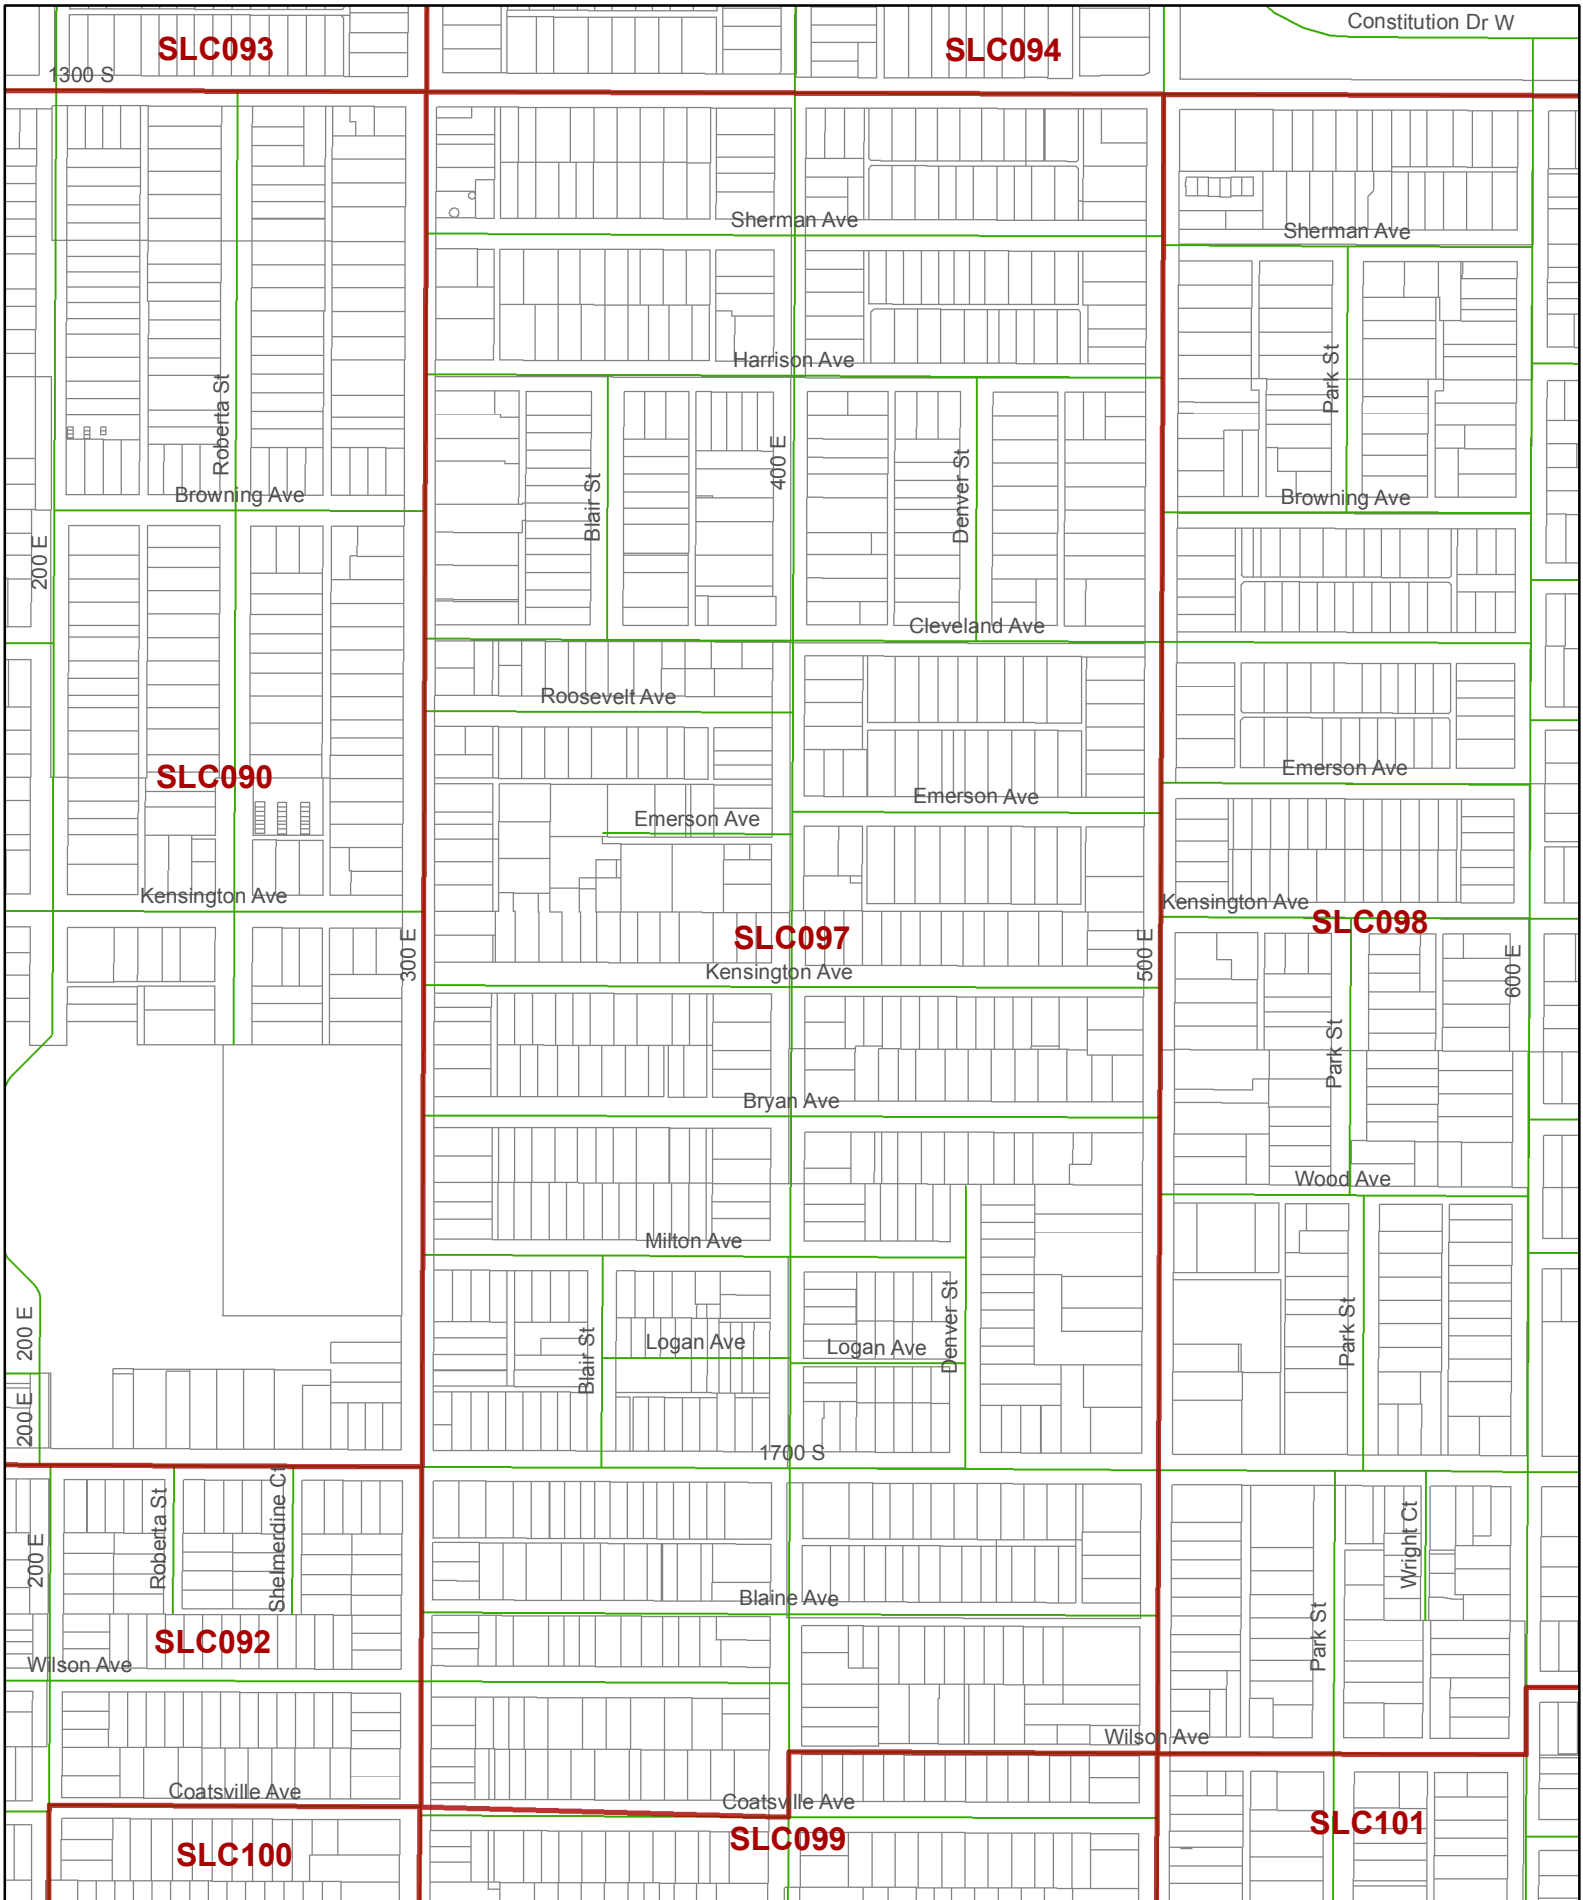 Constitution Dr W
SLC093
SLC094
1300 S
Sherman Ave
Sherman Ave
Harrison Ave
Park St
Roberta St
400 E
Browning Ave
Blair St
Denver St
Browning Ave
200 E
Cleveland Ave
Roosevelt Ave
SLC090
Emerson Ave
Emerson Ave
Emerson Ave
Kensington Ave
Kensington Ave
SLC098
SLC097
300 E
500 E
600 E
Kensington Ave
Park St
Bryan Ave
Wood Ave
Milton Ave
200 E
Blair St
Logan Ave
Logan Ave
Denver St
Park St
200 E
1700 S
Roberta St
Shelmerdine Ct
200 E
Wright Ct
Blaine Ave
Park St
SLC092
Wilson Ave
Wilson Ave
Coatsville Ave
Coatsville Ave
SLC101
SLC099
SLC100